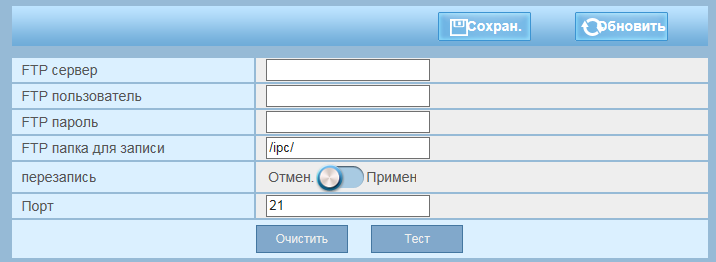 Сохран. Обновить
FTP сервер
FTP пользователь
FTP пароль
FTP папка для записи /ipc/
перезапись Отмен. Примен
Порт 21
Очистить Тест